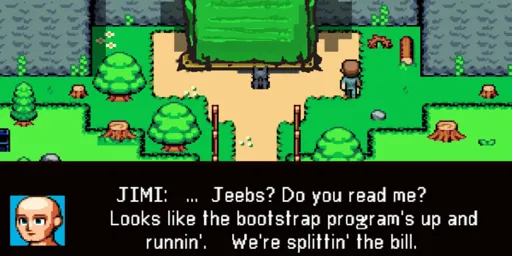 JIMI: ... Jeebs? Do you read me?
Looks like the bootstrap program's up and
runnin'. We're splittin' the bill.